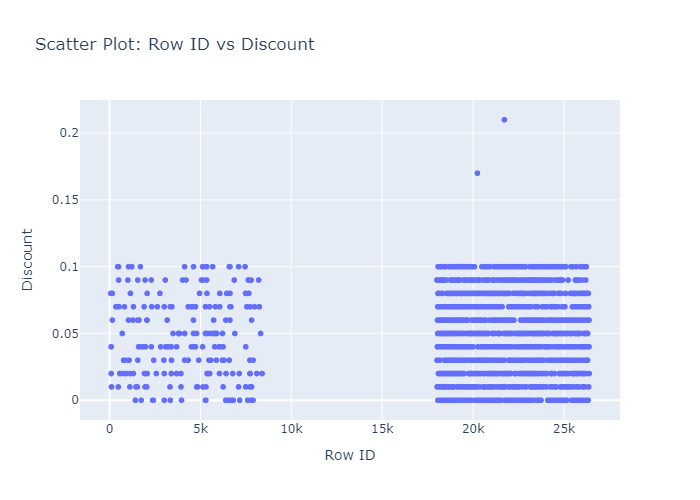 Scatter Plot: Row ID vs Discount
0.2
0.15
0.1
0.05
0
0 5k 10k 15k 20k 25k
Discount
Row ID